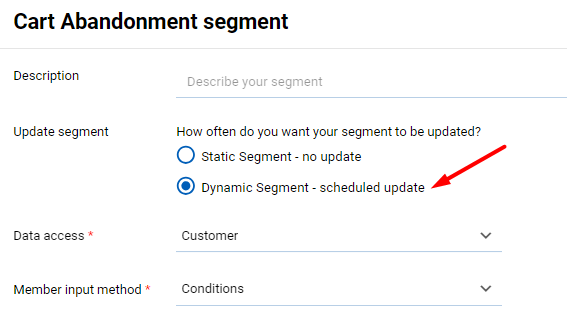 Cart Abandonment segment
Description
Describe your segment
Update segment
How often do you want your segment to be updated?
Static Segment - no update
Dynamic Segment - scheduled update
Data access *
Customer
Member input method *
Conditions